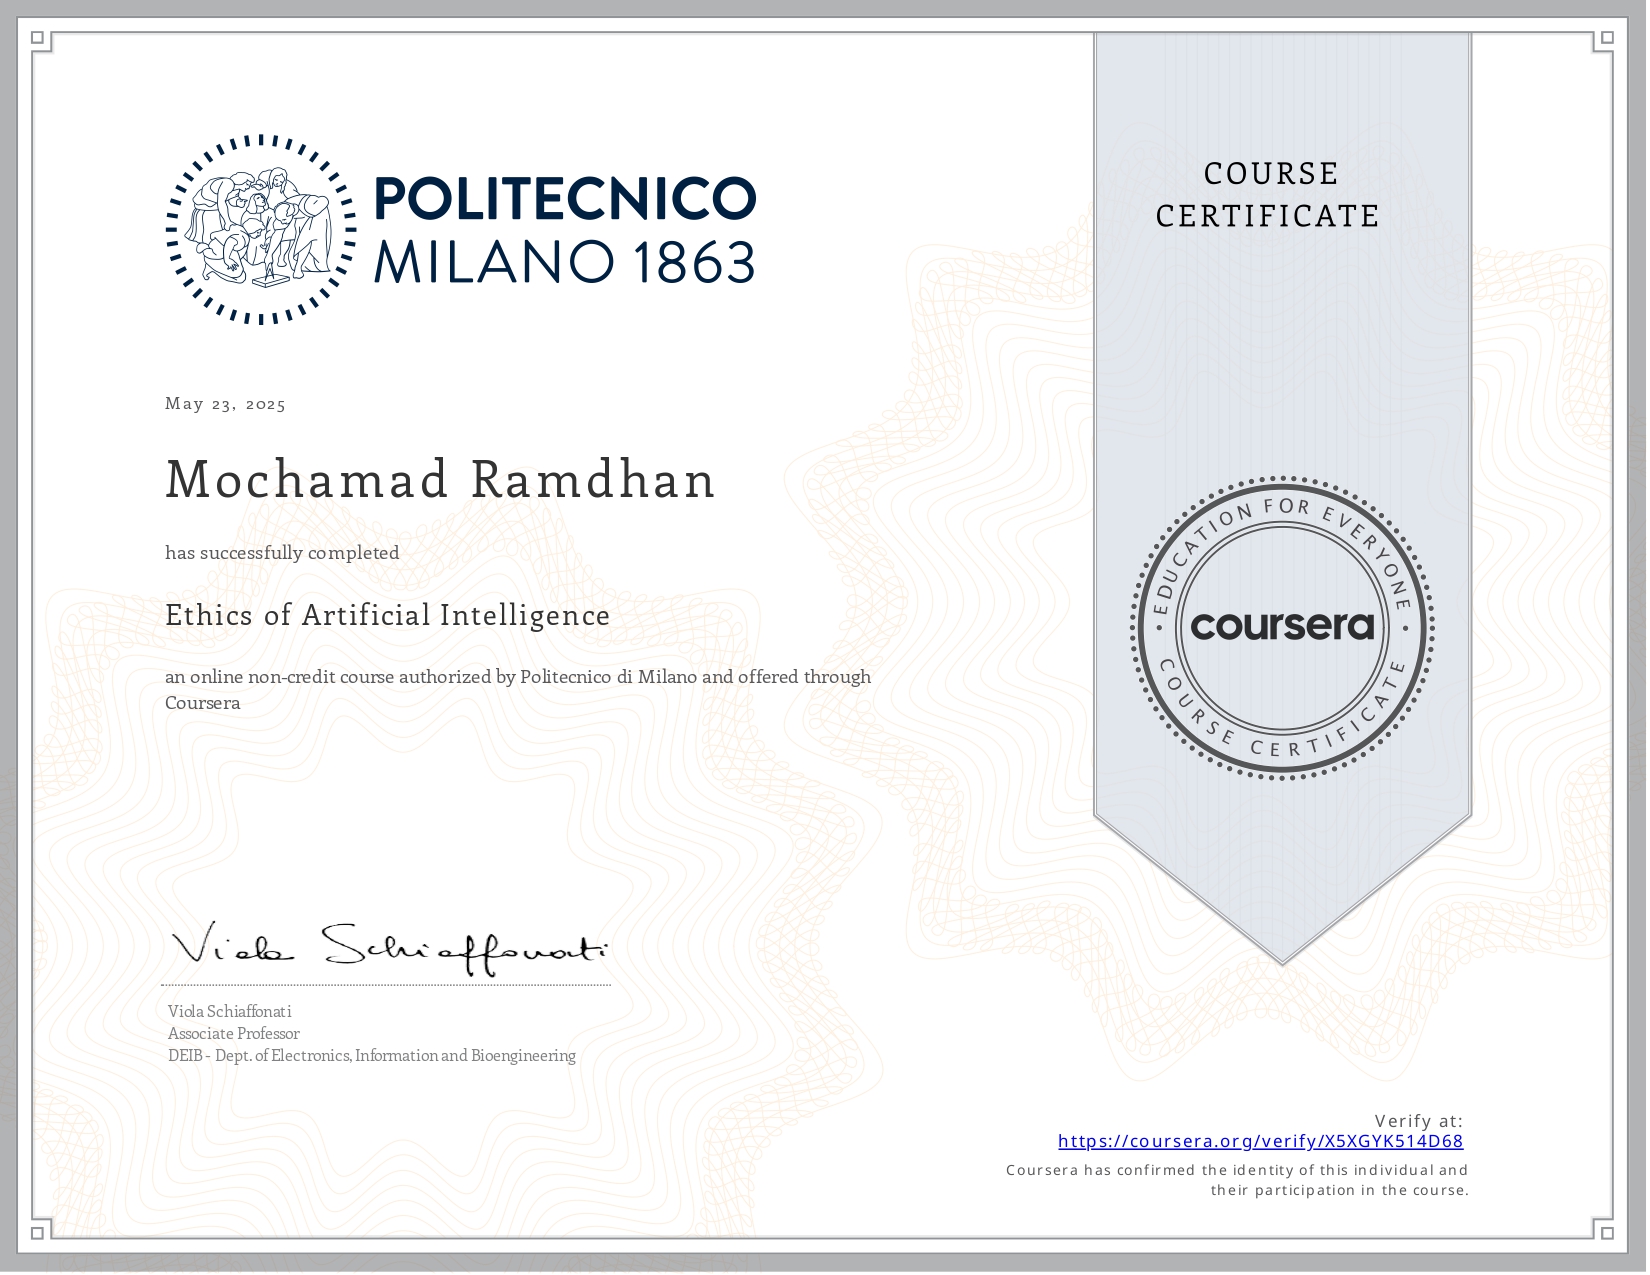 POLITECNICO
MILANO 1863
COURSE
CERTIFICATE
May 23, 2025
Mochamad Ramdhan
has successfully completed
Ethics of Artificial Intelligence
an online non-credit course authorized by Politecnico di Milano and offered through
Coursera
EDUCATION FOR EVERYONE
coursera
COURSE CERTIFICATE
Viola Schiaffonati
Viola Schiaffonati
Associate Professor
DEIB - Dept. of Electronics, Information and Bioengineering
Verify at:
https://coursera.org/verify/X5XGYK514D68
Coursera has confirmed the identity of this individual and
their participation in the course.